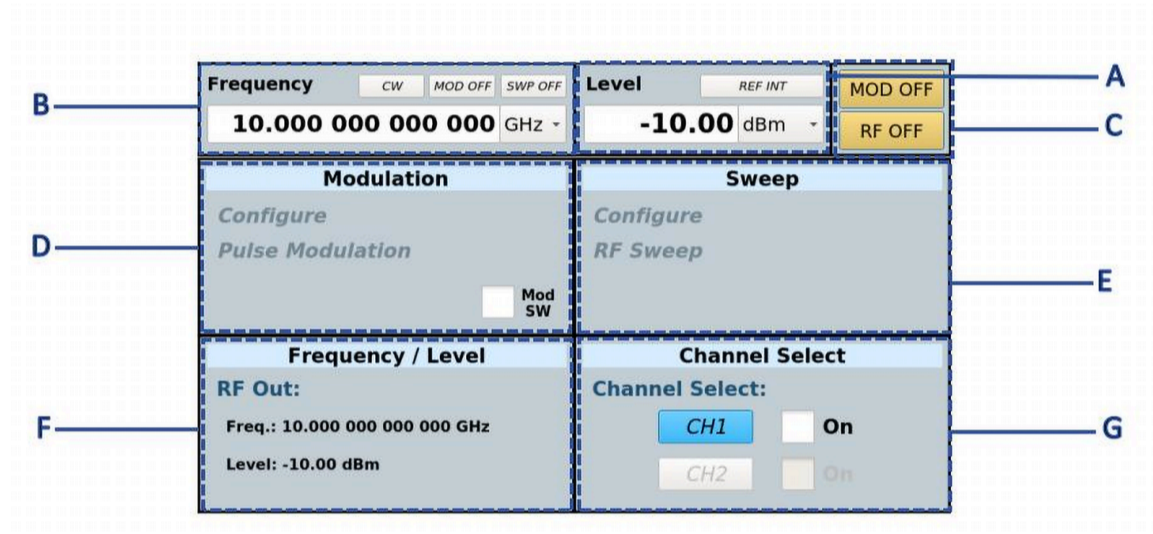 Frequency CW MOD OFF SWP OFF Level REF INT MOD OFF A
B 10.000 000 000 000 GHz -10.00 dBm RF OFF C
Modulation Sweep
Configure Configure
D Pulse Modulation RF Sweep
Mod SW E
Frequency / Level Channel Select
RF Out: Channel Select:
F Freq.: 10.000 000 000 000 GHz CH1 On G
Level: -10.00 dBm CH2 On